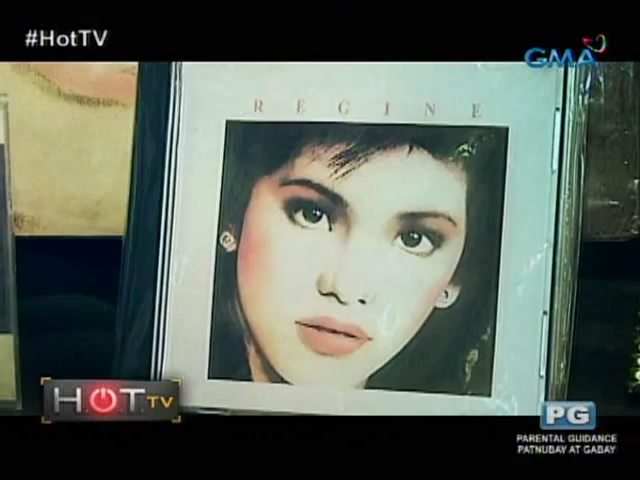 #HotTV
GMA
REGINE
HOT TV
PG
PARENTAL GUIDANCE
PATNUBAY AT GABAY